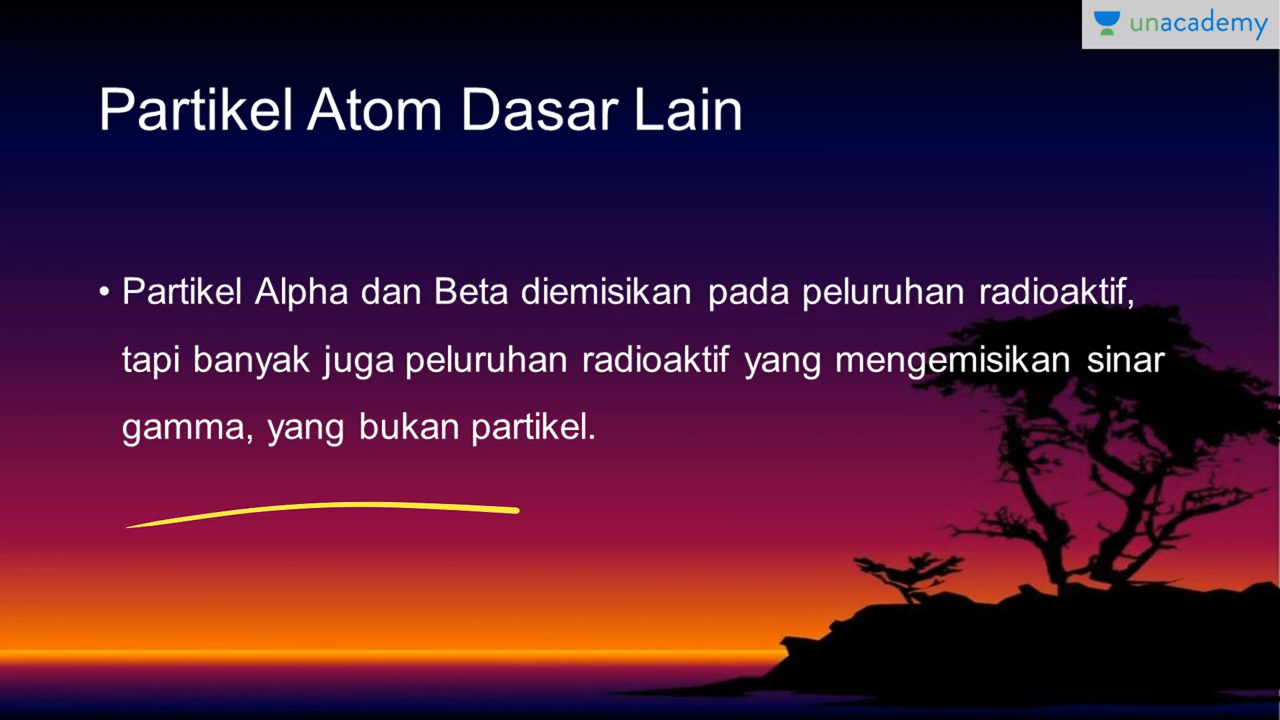 unacademy
Partikel Atom Dasar Lain
• Partikel Alpha dan Beta diemisikan pada peluruhan radioaktif,
tapi banyak juga peluruhan radioaktif yang mengemisikan sinar
gamma, yang bukan partikel.